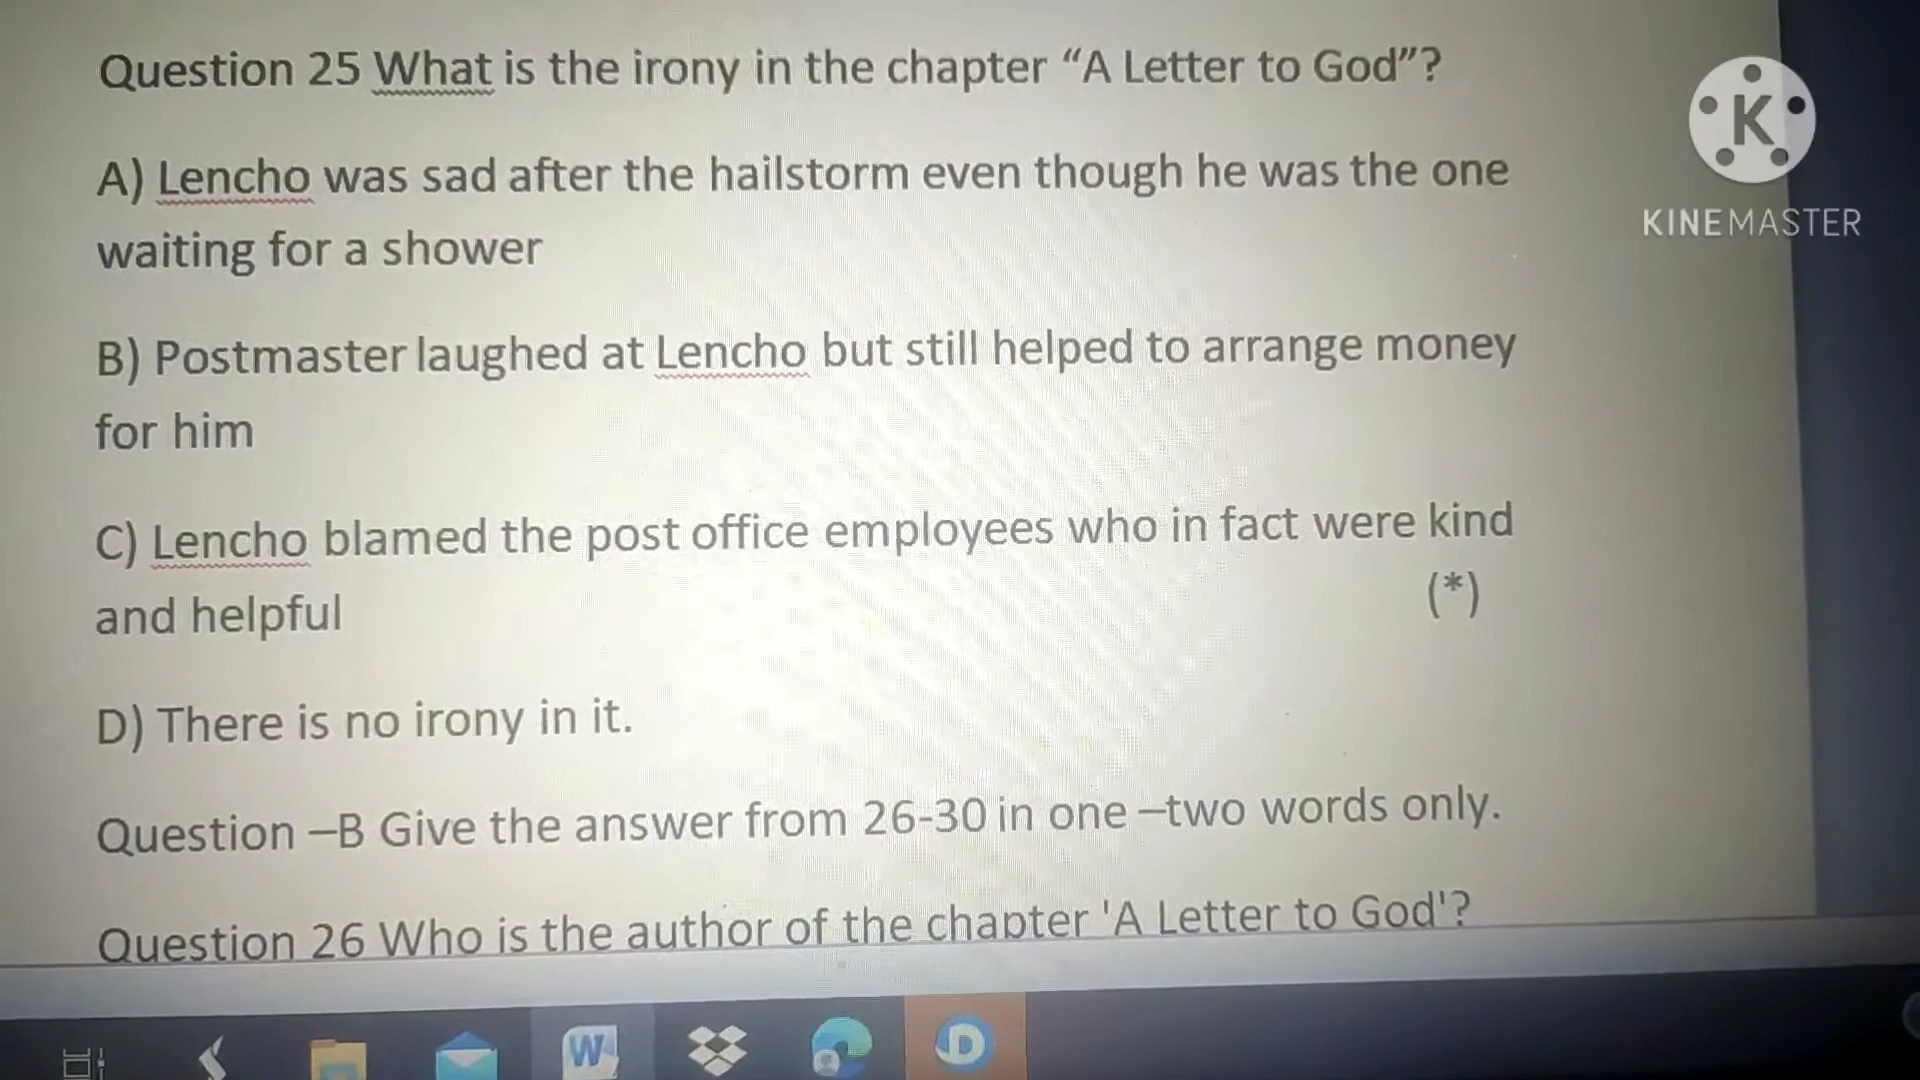 Question 25 What is the irony in the chapter “A Letter to God”?
A) Lencho was sad after the hailstorm even though he was the one
waiting for a shower
B) Postmaster laughed at Lencho but still helped to arrange money
for him
C) Lencho blamed the post office employees who in fact were kind
and helpful (*)
D) There is no irony in it.
Question –B Give the answer from 26-30 in one –two words only.
Question 26 Who is the author of the chapter 'A Letter to God'?
K
KINEMASTER
W
D